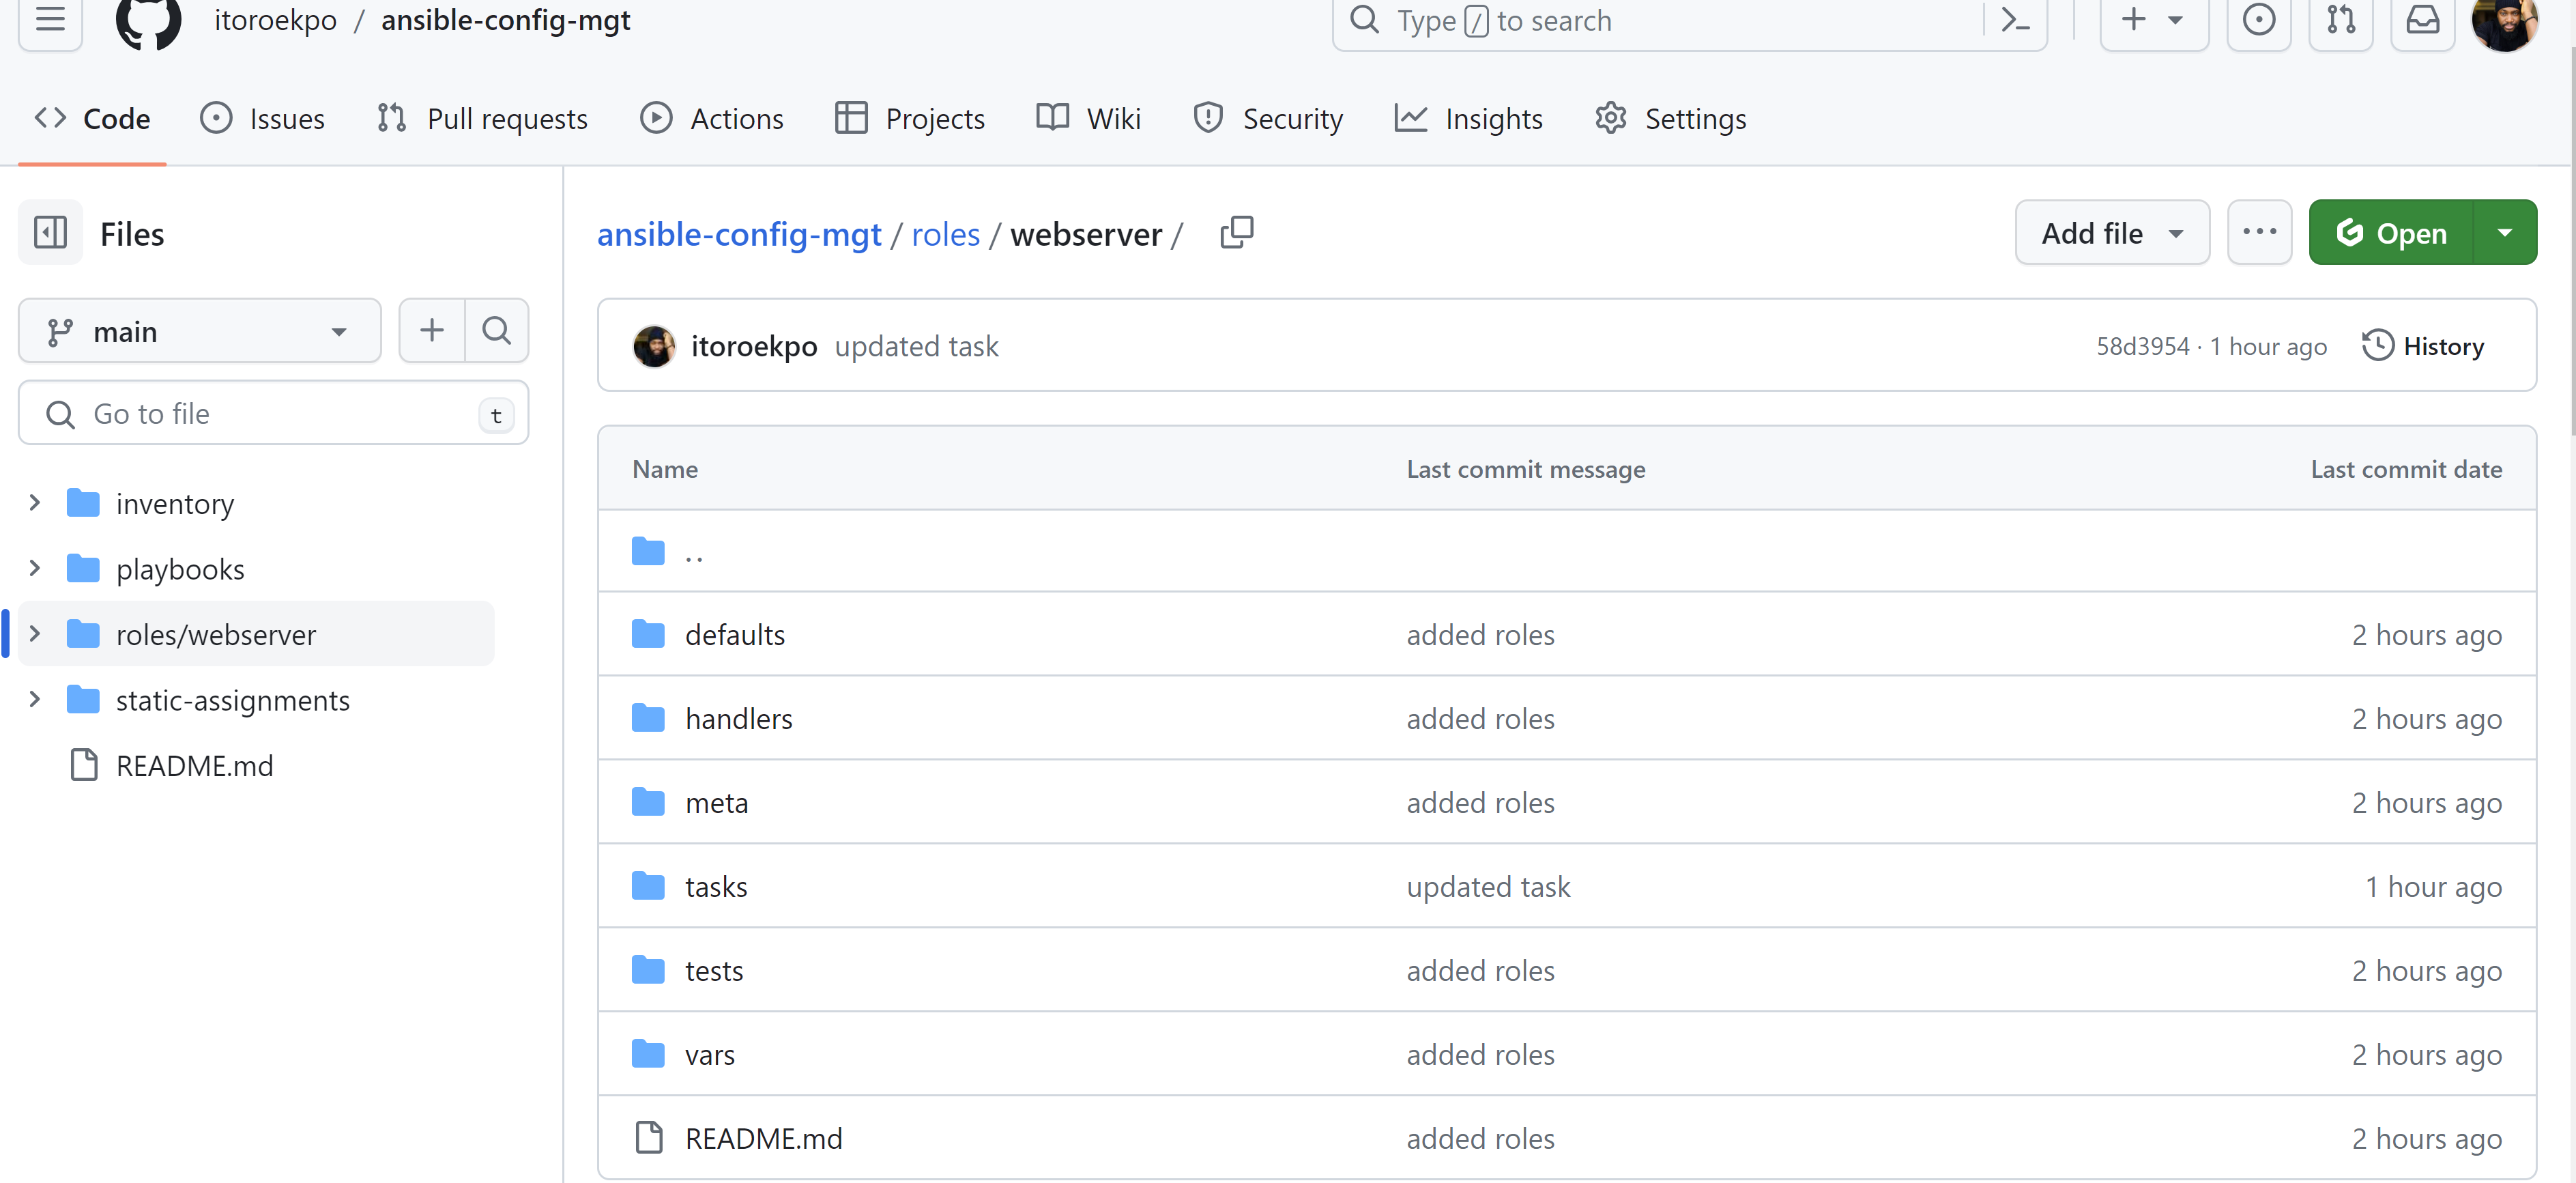 itoroekpo / ansible-config-mgt
Type / to search
Code Issues Pull requests Actions Projects Wiki Security Insights Settings
Files
main
Go to file t
inventory
playbooks
roles/webserver
static-assignments
README.md
ansible-config-mgt / roles / webserver /
Add file ... Open
itoroekpo updated task 58d3954 · 1 hour ago History
Name Last commit message Last commit date
..
defaults added roles 2 hours ago
handlers added roles 2 hours ago
meta added roles 2 hours ago
tasks updated task 1 hour ago
tests added roles 2 hours ago
vars added roles 2 hours ago
README.md added roles 2 hours ago